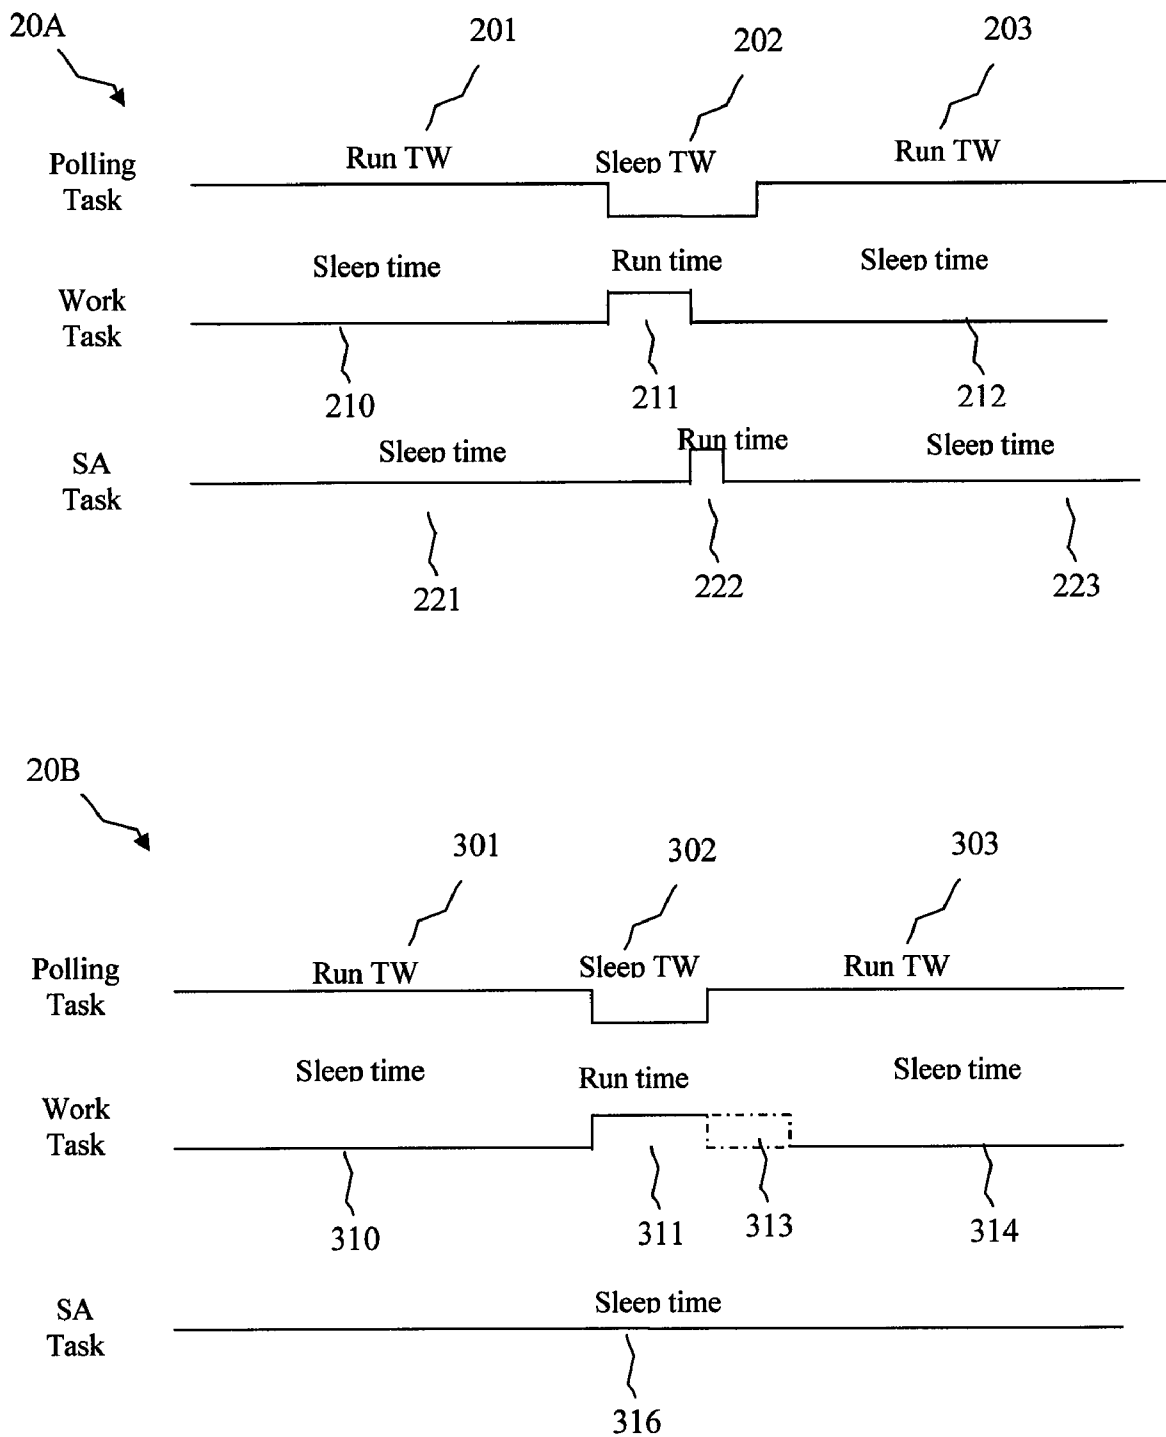 20A
201
202
203
Polling
Task
Run TW
Sleep TW
Run TW
Work
Task
Sleep time
Run time
Sleep time
210
211
212
SA
Task
Sleep time
Run time
Sleep time
221
222
223
20B
301
302
303
Polling
Task
Run TW
Sleep TW
Run TW
Work
Task
Sleep time
Run time
Sleep time
310
311
313
314
SA
Task
Sleep time
316